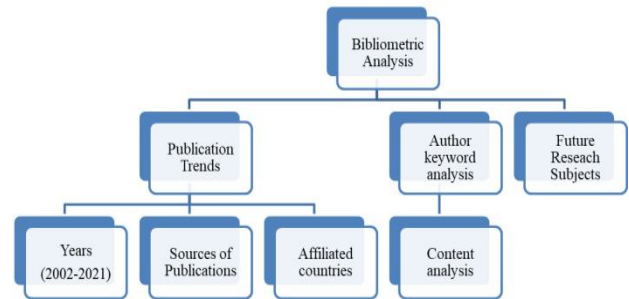 Bibliometric
Analysis
Publication
Trends
Author
keyword
analysis
Future
Reseach
Subjects
Years
(2002-2021)
Sources of
Publications
Affiliated
countries
Content
analysis